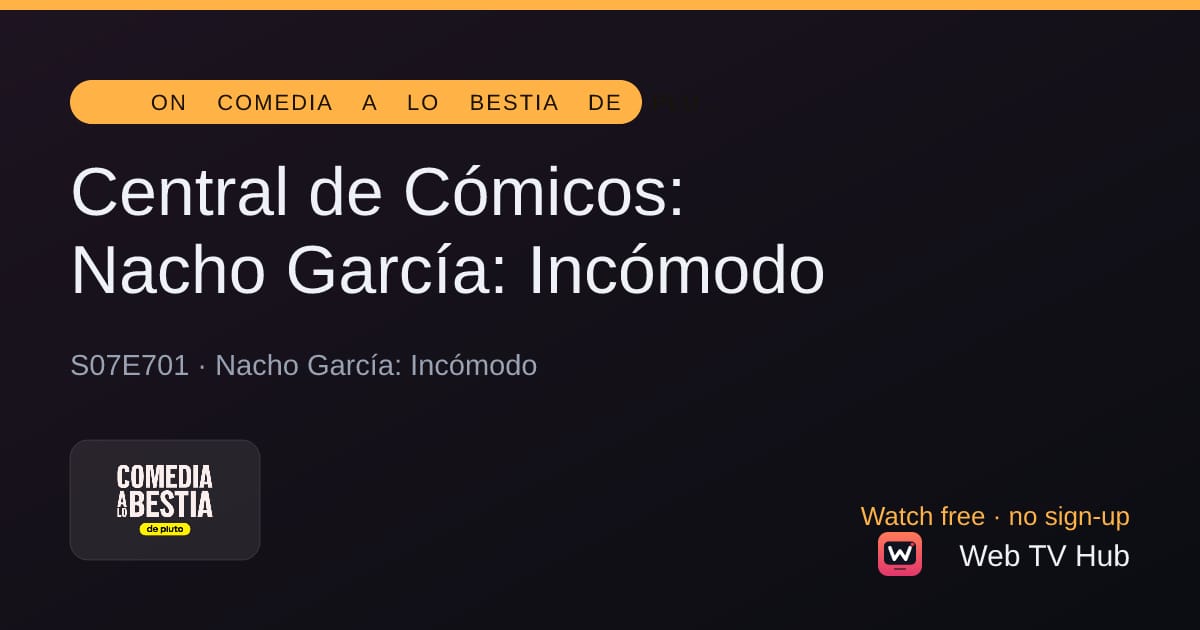 ON COMEDIA A LO BESTIA DE
Central de Cómicos:
Nacho García: Incómodo
S07E701 · Nacho García: Incómodo
COMEDIA
A LO BESTIA
de pluto
Watch free · no sign-up
W
Web TV Hub